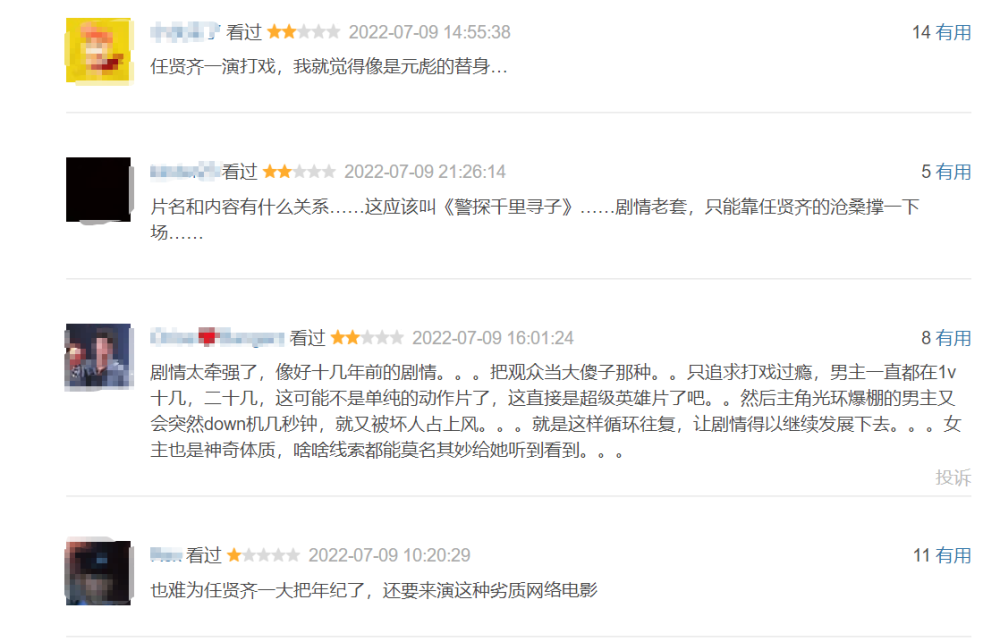 看过 2022-07-09 14:55:38 14 有用
任贤齐一演打戏，我就觉得像是元彪的替身…
看过 2022-07-09 21:26:14 5 有用
片名和内容有什么关系……这应该叫《警探千里寻子》……剧情老套，只能靠任贤齐的沧桑撑一下
场……
看过 2022-07-09 16:01:24 8 有用
剧情太牵强了，像好十几年前的剧情。。。把观众当大傻子那种。。只追求打戏过瘾，男主一直都在1v
十几，二十几，这可能不是单纯的动作片了，这直接是超级英雄片了吧。。然后主角光环爆棚的男主又
会突然down机几秒钟，就又被坏人占上风。。。就是这样循环往复，让剧情得以继续发展下去。。。女
主也是神奇体质，啥啥线索都能莫名其妙给她听到看到。。。
投诉
看过 2022-07-09 10:20:29 11 有用
也难为任贤齐一大把年纪了，还要来演这种劣质网络电影